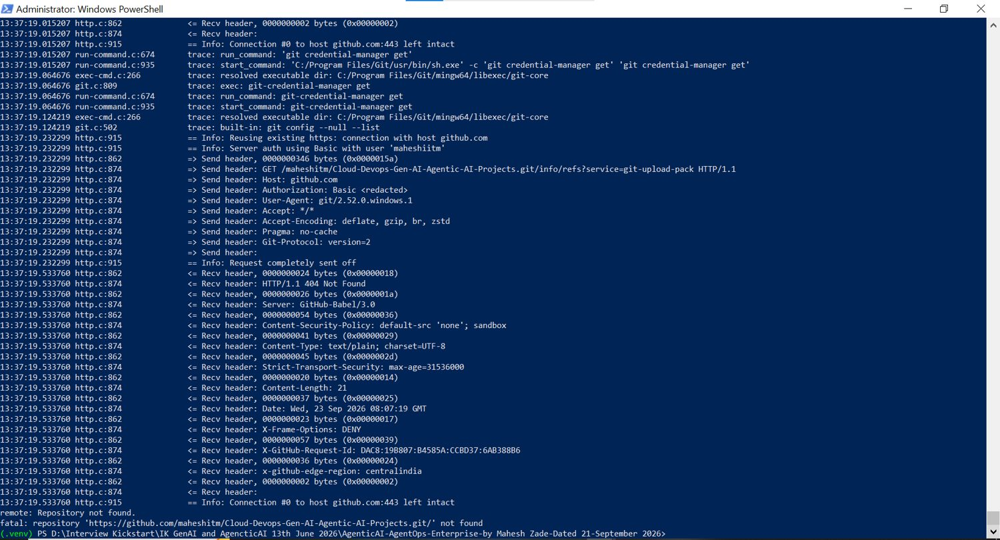 Administrator: Windows PowerShell
13:37:19.015207 http.c:862              <= Recv header, 0000000002 bytes (0x00000002)
13:37:19.015207 http.c:874              <= Recv header:
13:37:19.015207 http.c:915              == Info: Connection #0 to host github.com:443 left intact
13:37:19.015207 run-command.c:674       trace: run_command: 'git credential-manager get'
13:37:19.015207 run-command.c:935       trace: start_command: 'C:/Program Files/Git/usr/bin/sh.exe' -c 'git credential-manager get' 'git credential-manager get'
13:37:19.064676 exec-cmd.c:266          trace: resolved executable dir: C:/Program Files/Git/mingw64/libexec/git-core
13:37:19.064676 git.c:809               trace: exec: git-credential-manager get
13:37:19.064676 run-command.c:674       trace: run_command: git-credential-manager get
13:37:19.064676 run-command.c:935       trace: start_command: git-credential-manager get
13:37:19.124219 exec-cmd.c:266          trace: resolved executable dir: C:/Program Files/Git/mingw64/libexec/git-core
13:37:19.124219 git.c:502               trace: built-in: git config --null --list
13:37:19.232299 http.c:915              == Info: Reusing existing https: connection with host github.com
13:37:19.232299 http.c:915              == Info: Server auth using Basic with user 'maheshiitm'
13:37:19.232299 http.c:862              => Send header, 0000000346 bytes (0x0000015a)
13:37:19.232299 http.c:874              => Send header: GET /maheshitm/Cloud-Devops-Gen-AI-Agentic-AI-Projects.git/info/refs?service=git-upload-pack HTTP/1.1
13:37:19.232299 http.c:874              => Send header: Host: github.com
13:37:19.232299 http.c:874              => Send header: Authorization: Basic <redacted>
13:37:19.232299 http.c:874              => Send header: User-Agent: git/2.52.0.windows.1
13:37:19.232299 http.c:874              => Send header: Accept: */*
13:37:19.232299 http.c:874              => Send header: Accept-Encoding: deflate, gzip, br, zstd
13:37:19.232299 http.c:874              => Send header: Pragma: no-cache
13:37:19.232299 http.c:874              => Send header: Git-Protocol: version=2
13:37:19.232299 http.c:874              => Send header:
13:37:19.232299 http.c:915              == Info: Request completely sent off
13:37:19.533760 http.c:862              <= Recv header, 0000000024 bytes (0x00000018)
13:37:19.533760 http.c:874              <= Recv header: HTTP/1.1 404 Not Found
13:37:19.533760 http.c:862              <= Recv header, 0000000026 bytes (0x0000001a)
13:37:19.533760 http.c:874              <= Recv header: Server: GitHub-Babel/3.0
13:37:19.533760 http.c:862              <= Recv header, 0000000054 bytes (0x00000036)
13:37:19.533760 http.c:874              <= Recv header: Content-Security-Policy: default-src 'none'; sandbox
13:37:19.533760 http.c:862              <= Recv header, 0000000041 bytes (0x00000029)
13:37:19.533760 http.c:874              <= Recv header: Content-Type: text/plain; charset=UTF-8
13:37:19.533760 http.c:862              <= Recv header, 0000000045 bytes (0x0000002d)
13:37:19.533760 http.c:874              <= Recv header: Strict-Transport-Security: max-age=31536000
13:37:19.533760 http.c:862              <= Recv header, 0000000020 bytes (0x00000014)
13:37:19.533760 http.c:874              <= Recv header: Content-Length: 21
13:37:19.533760 http.c:862              <= Recv header, 0000000037 bytes (0x00000025)
13:37:19.533760 http.c:874              <= Recv header: Date: Wed, 23 Sep 2026 08:07:19 GMT
13:37:19.533760 http.c:862              <= Recv header, 0000000023 bytes (0x00000017)
13:37:19.533760 http.c:874              <= Recv header: X-Frame-Options: DENY
13:37:19.533760 http.c:862              <= Recv header, 0000000057 bytes (0x00000039)
13:37:19.533760 http.c:874              <= Recv header: X-GitHub-Request-Id: DAC8:19B807:B4585A:CCBD37:6AB388B6
13:37:19.533760 http.c:862              <= Recv header, 0000000036 bytes (0x00000024)
13:37:19.533760 http.c:874              <= Recv header: x-github-edge-region: centralindia
13:37:19.533760 http.c:862              <= Recv header, 0000000002 bytes (0x00000002)
13:37:19.533760 http.c:874              <= Recv header:
13:37:19.533760 http.c:915              == Info: Connection #0 to host github.com:443 left intact
remote: Repository not found.
fatal: repository 'https://github.com/maheshitm/Cloud-Devops-Gen-AI-Agentic-AI-Projects.git/' not found
(.venv) PS D:\Interview Kickstart\IK GenAI and AgencticAI 13th June 2026\AgenticAI-AgentOps-Enterprise-by Mahesh Zade-Dated 21-September 2026>